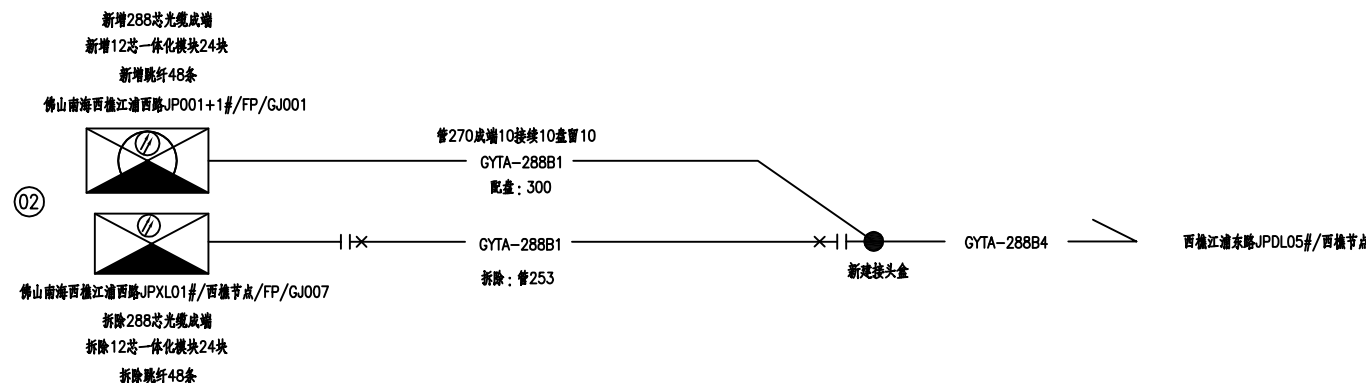 新增288芯光缆成端
新增12芯一体化模块24块
新增跳纤48条
佛山南海西樵江浦西路JP001+1#/FP/GJ001
管270成端10接续10盘留10
GYTA-288B1
配盘：300
02
GYTA-288B1
GYTA-288B4
西樵江浦东路JPDL05#/西樵节点
拆除：管253
新建接头盒
佛山南海西樵江浦西路JPXL01#/西樵节点/FP/GJ007
拆除288芯光缆成端
拆除12芯一体化模块24块
拆除跳纤48条